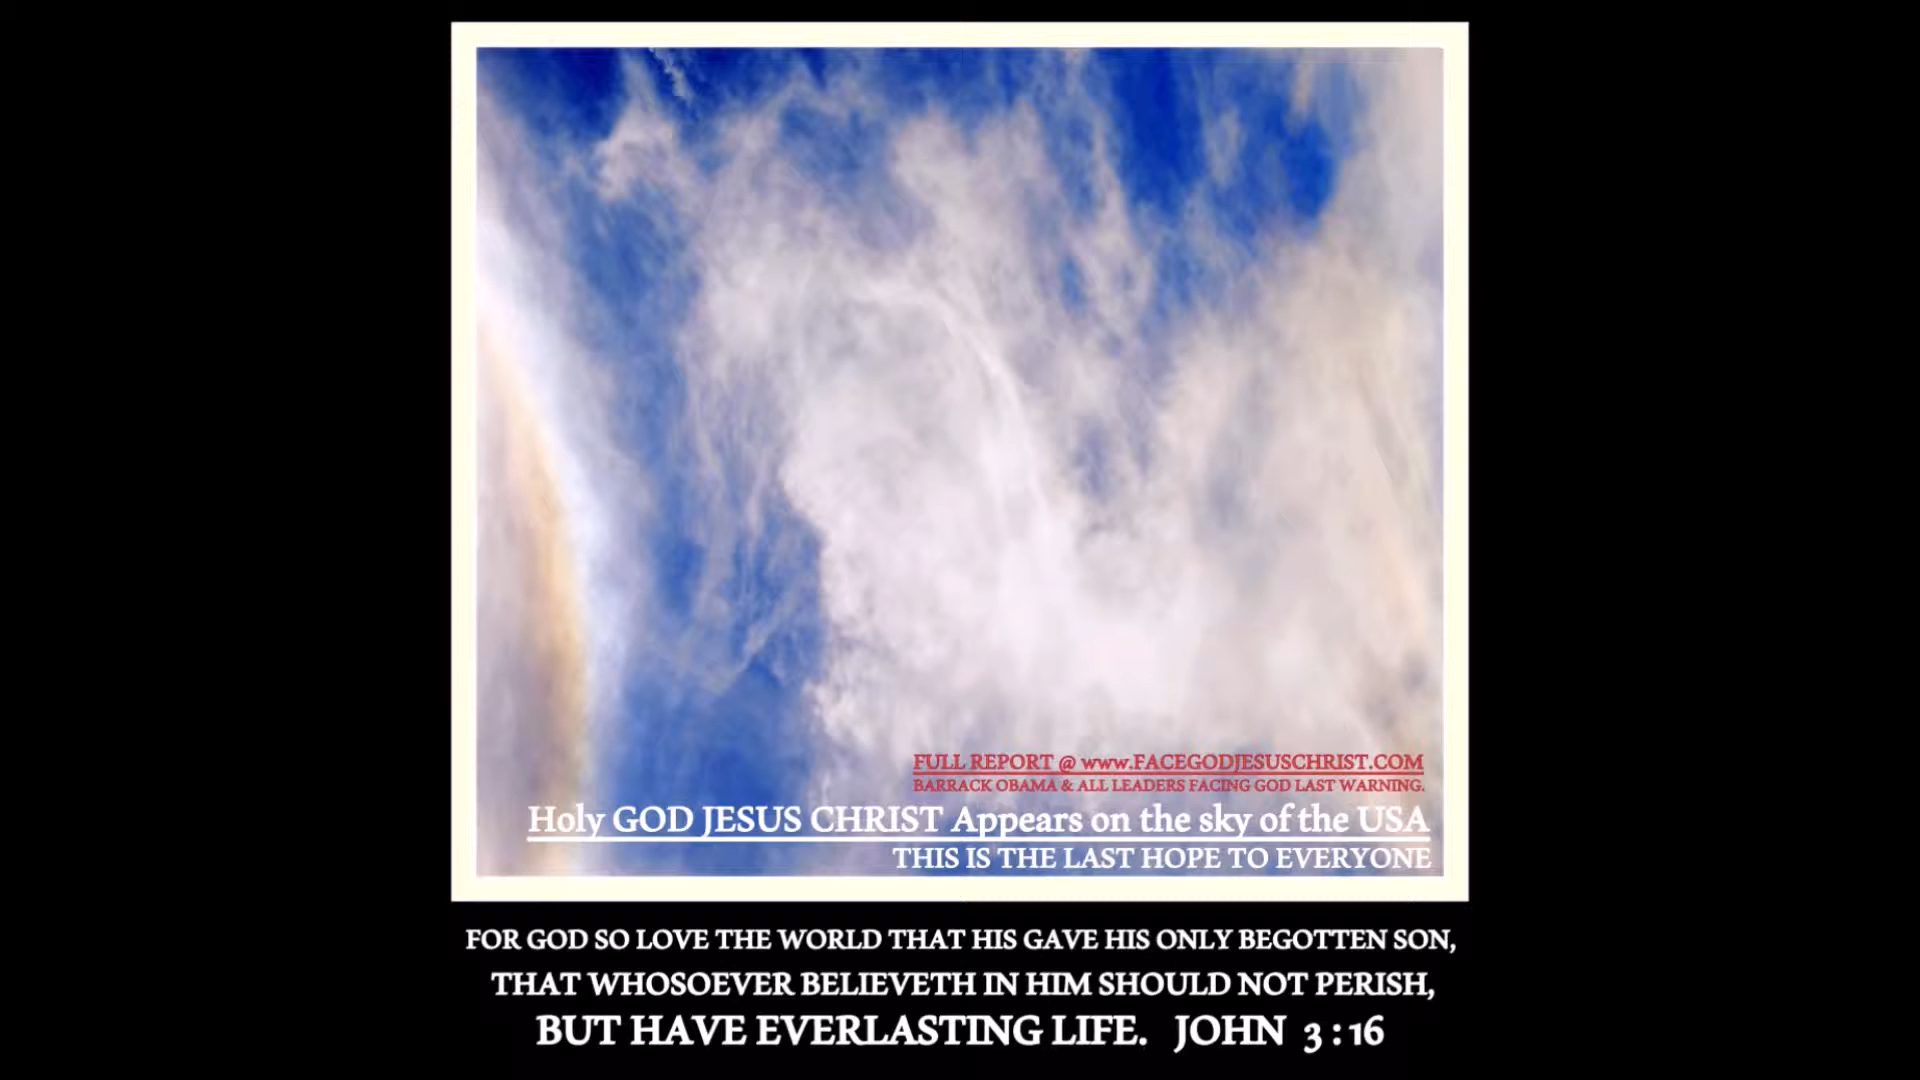 FULL REPORT @ www.FACEGODJESUSCHRIST.COM
BARRACK OBAMA & ALL LEADERS FACING GOD LAST WARNING.
Holy GOD JESUS CHRIST Appears on the sky of the USA
THIS IS THE LAST HOPE TO EVERYONE
FOR GOD SO LOVE THE WORLD THAT HIS GAVE HIS ONLY BEGOTTEN SON,
THAT WHOSOEVER BELIEVETH IN HIM SHOULD NOT PERISH,
BUT HAVE EVERLASTING LIFE. JOHN 3 : 16